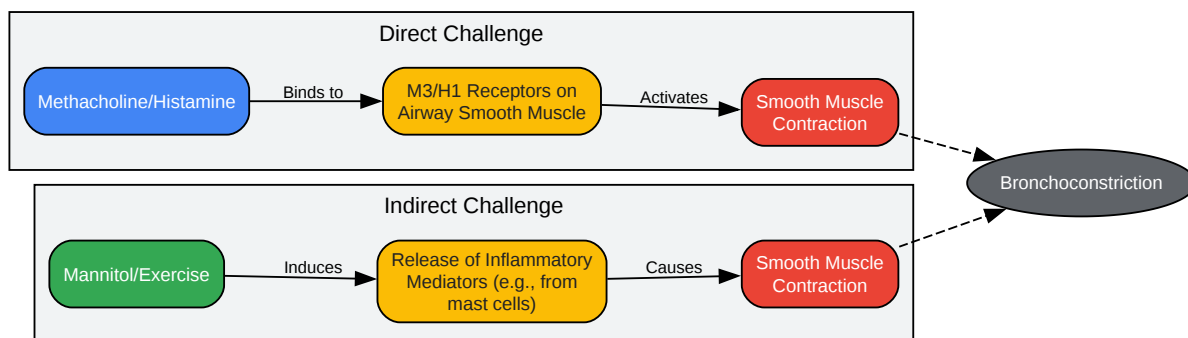 Direct Challenge
Methacholine/Histamine
Binds to
M3/H1 Receptors on
Airway Smooth Muscle
Activates
Smooth Muscle
Contraction
Bronchoconstriction
Indirect Challenge
Mannitol/Exercise
Induces
Release of Inflammatory
Mediators (e.g., from
mast cells)
Causes
Smooth Muscle
Contraction